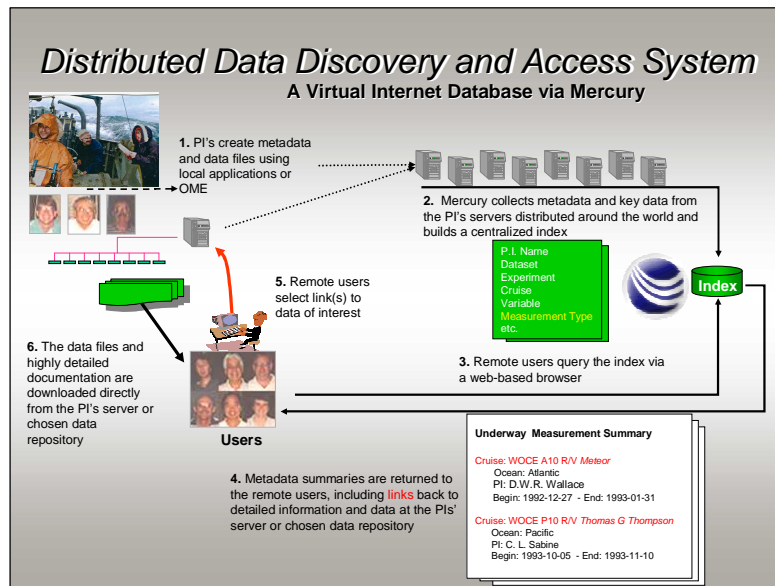 Distributed Data Discovery and Access System
A Virtual Internet Database via Mercury
1. PI's create metadata
and data files using
local applications or
OME
2. Mercury collects metadata and key data from
the PI's servers distributed around the world and
builds a centralized index
P.I. Name
Dataset
Experiment
Cruise
Variable
Measurement Type
etc.
Index
5. Remote users
select link(s) to
data of interest
3. Remote users query the index via
a web-based browser
6. The data files and
highly detailed
documentation are
downloaded directly
from the PI's server or
chosen data
repository
Users
4. Metadata summaries are returned to
the remote users, including links back to
detailed information and data at the PIs'
server or chosen data repository
Underway Measurement Summary
Cruise: WOCE A10 R/V Meteor
Ocean: Atlantic
PI: D.W.R. Wallace
Begin: 1992-12-27 - End: 1993-01-31
Cruise: WOCE P10 R/V Thomas G Thompson
Ocean: Pacific
PI: C. L. Sabine
Begin: 1993-10-05 - End: 1993-11-10